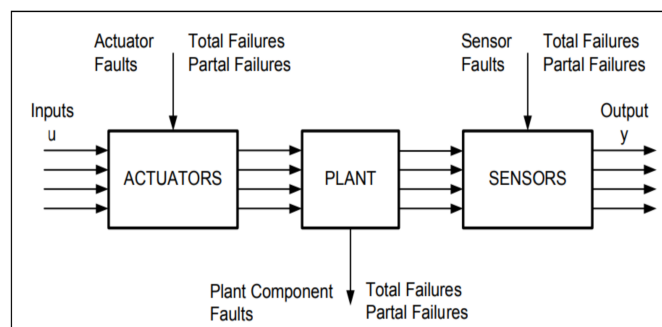 Actuator Faults
Total Failures
Partal Failures
Sensor Faults
Total Failures
Partal Failures
Inputs
u
Output
y
ACTUATORS
PLANT
SENSORS
Plant Component Faults
Total Failures
Partal Failures